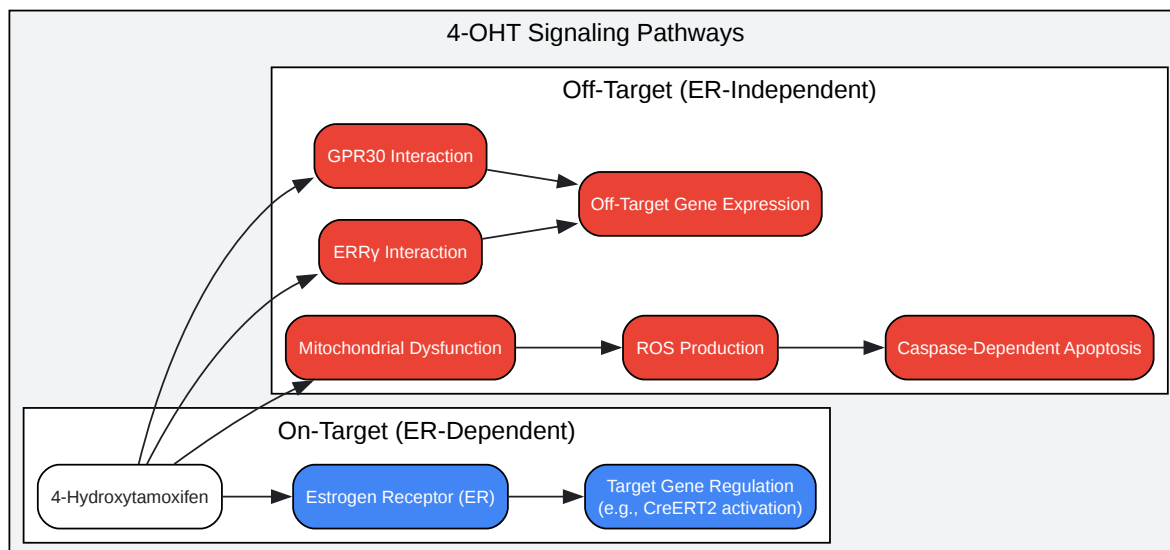 4-OHT Signaling Pathways
Off-Target (ER-Independent)
GPR30 Interaction
Off-Target Gene Expression
ERRγ Interaction
Mitochondrial Dysfunction
ROS Production
Caspase-Dependent Apoptosis
On-Target (ER-Dependent)
4-Hydroxytamoxifen
Estrogen Receptor (ER)
Target Gene Regulation
(e.g., CreERT2 activation)